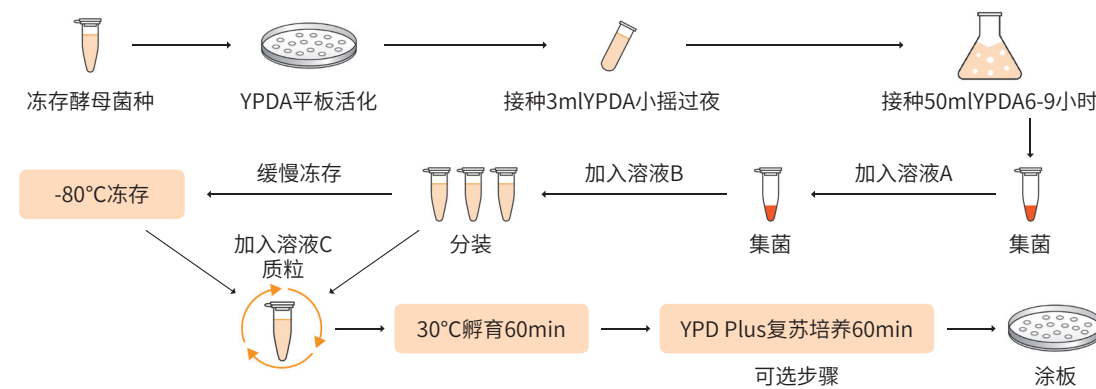 冻存酵母菌种
YPDA平板活化
接种3mlYPDA小摇过夜
接种50mlYPDA6-9小时
加入溶液A
集菌
加入溶液B
集菌
分装
缓慢冻存
-80°C冻存
加入溶液C
质粒
30°C孵育60min
YPD Plus复苏培养60min
可选步骤
涂板